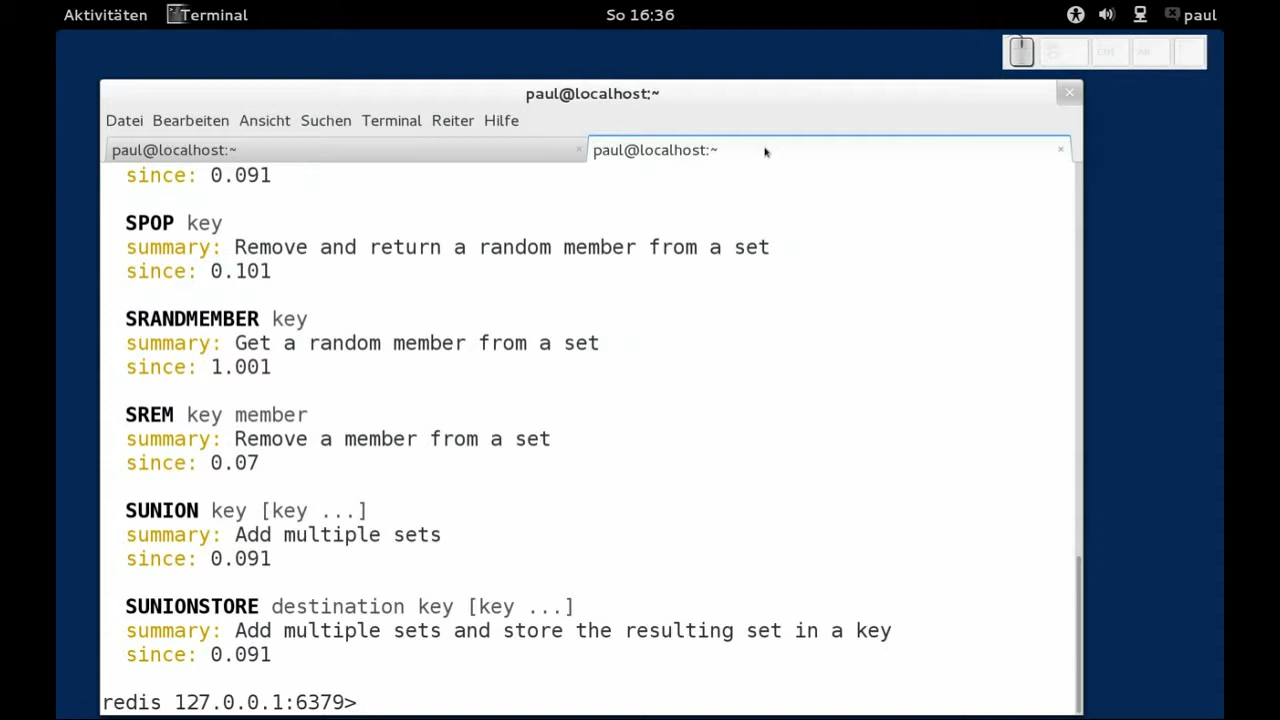 Aktivitäten Terminal So 16:36 paul
Ctrl Alt
paul@localhost:~
Datei Bearbeiten Ansicht Suchen Terminal Reiter Hilfe
paul@localhost:~ paul@localhost:~
since: 0.091
SPOP key
summary: Remove and return a random member from a set
since: 0.101
SRANDMEMBER key
summary: Get a random member from a set
since: 1.001
SREM key member
summary: Remove a member from a set
since: 0.07
SUNION key [key ...]
summary: Add multiple sets
since: 0.091
SUNIONSTORE destination key [key ...]
summary: Add multiple sets and store the resulting set in a key
since: 0.091
redis 127.0.0.1:6379>